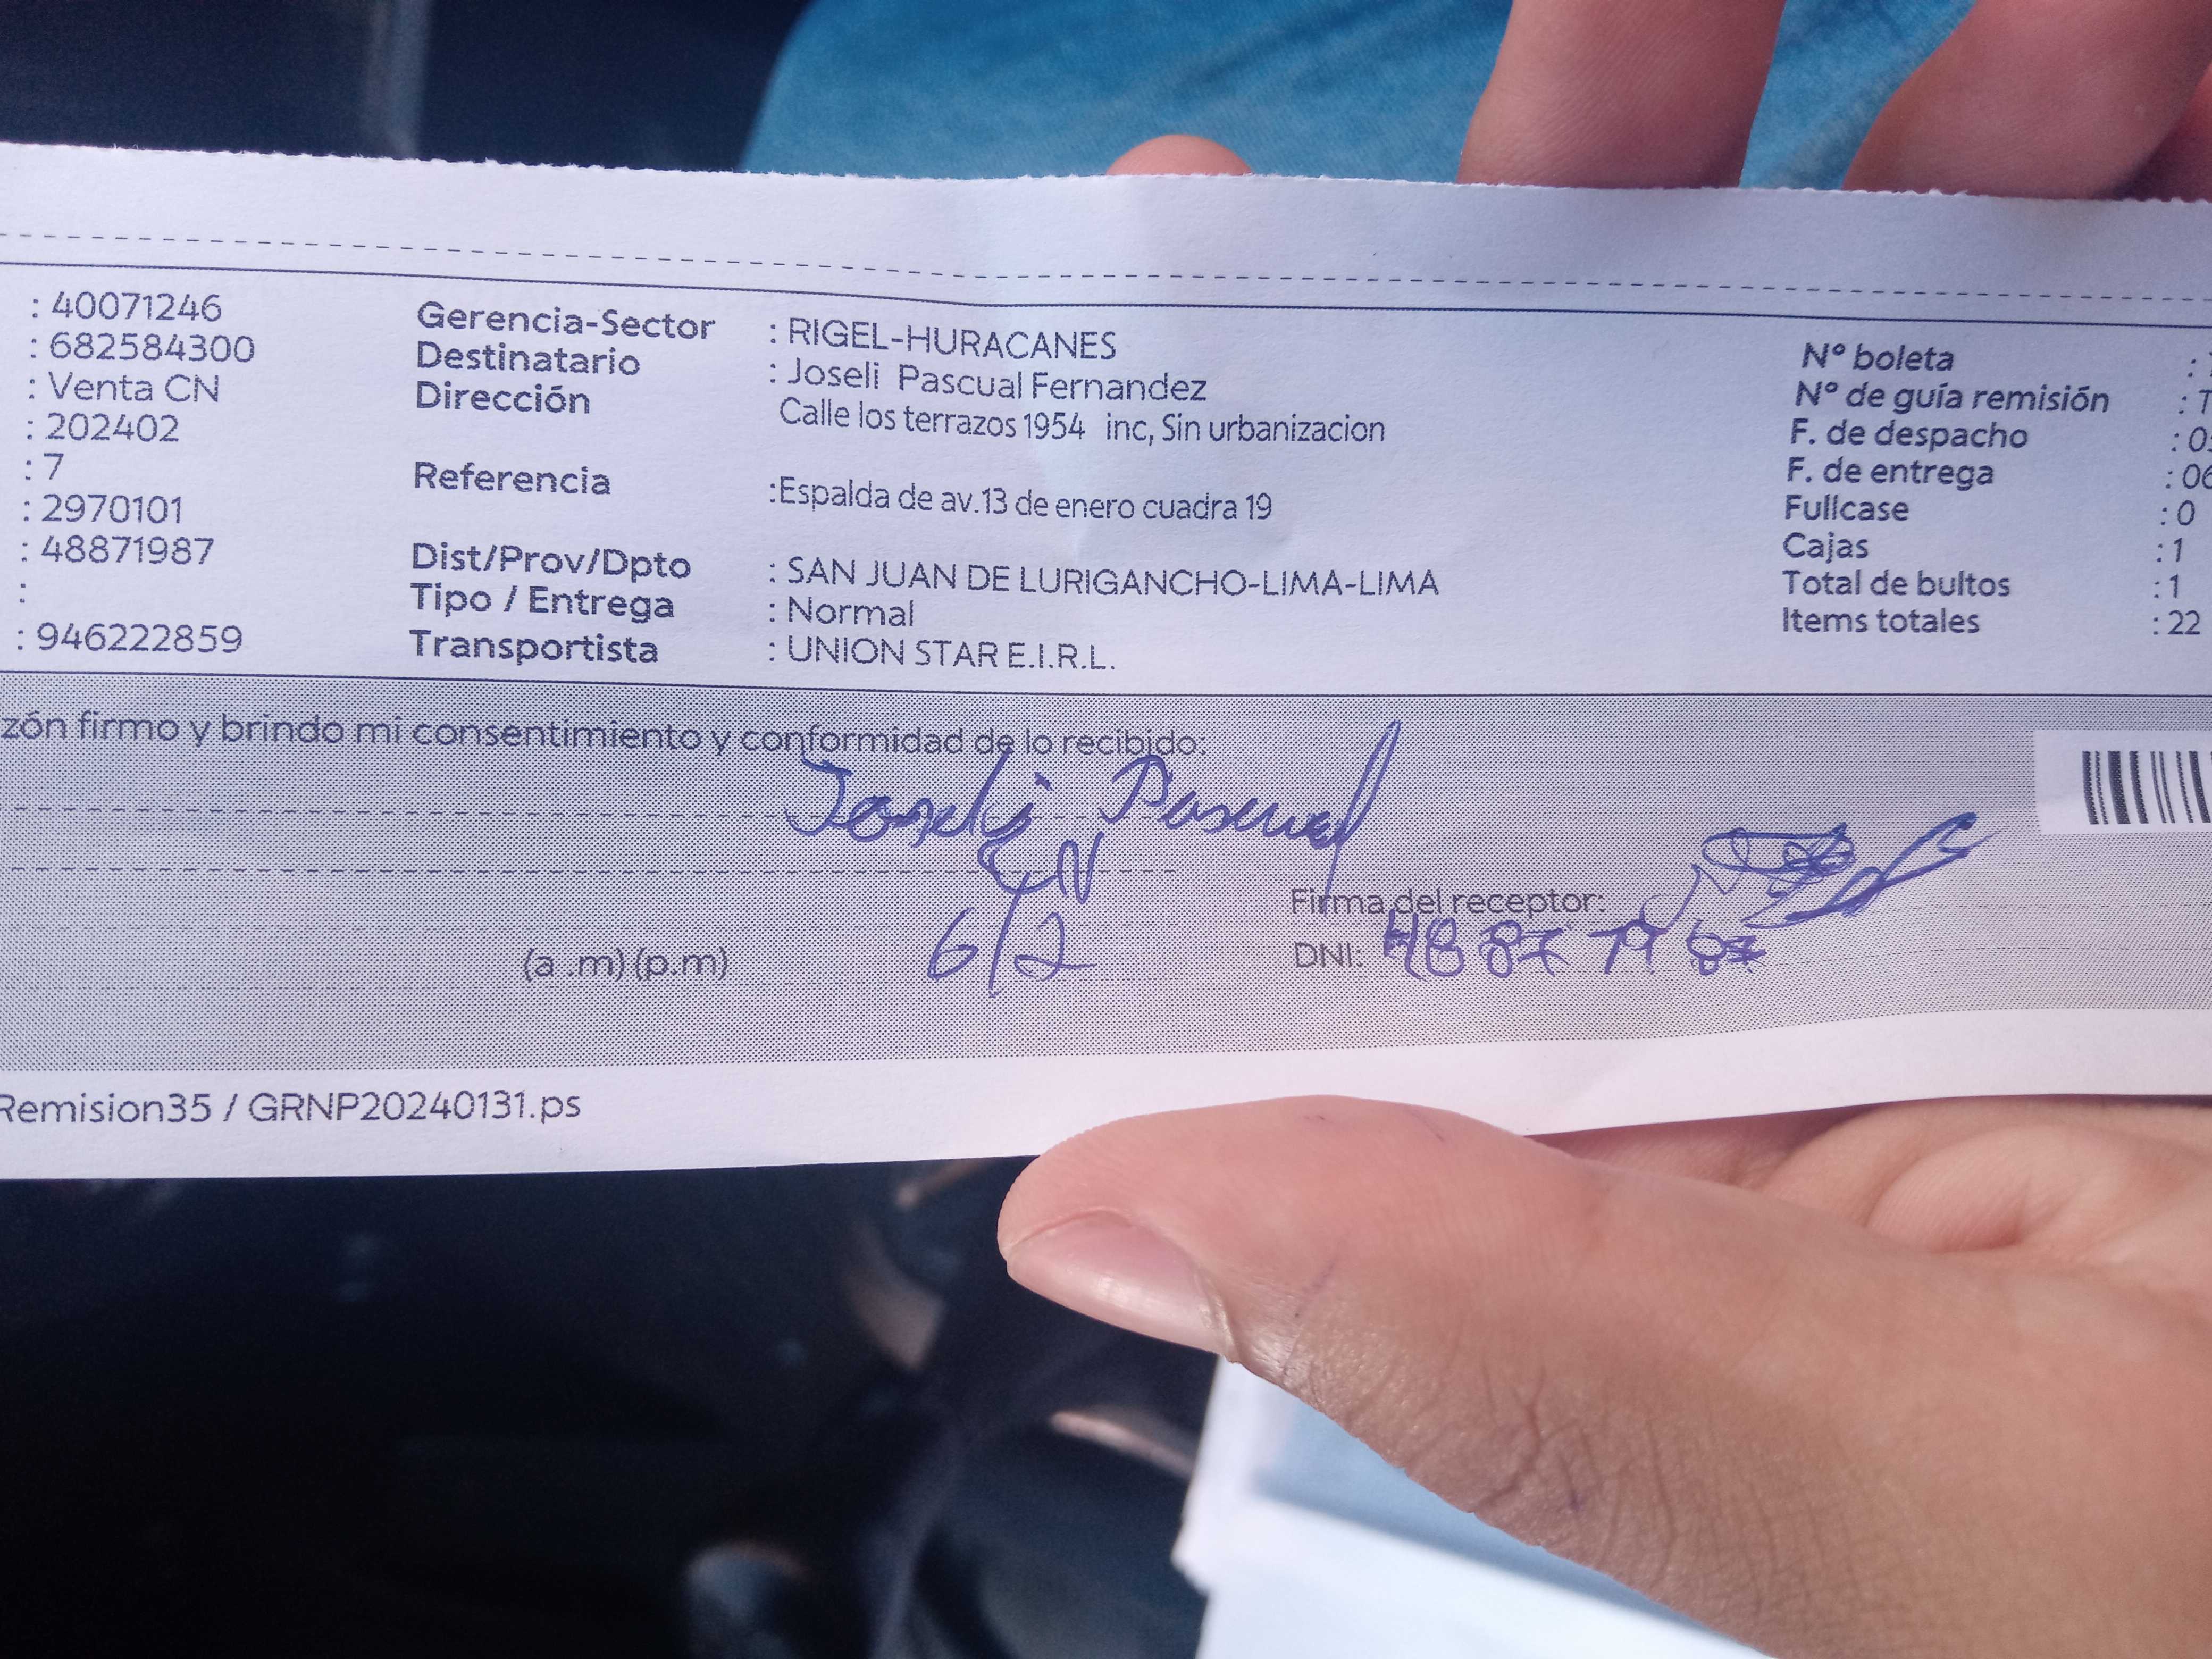 : 40071246
: 682584300
: Venta CN
: 202402
: 7
: 2970101
: 48871987
:
: 946222859
Gerencia-Sector : RIGEL-HURACANES
Destinatario : Joseli Pascual Fernandez
Dirección Calle los terrazos 1954 inc, Sin urbanizacion
Referencia :Espalda de av.13 de enero cuadra 19
Dist/Prov/Dpto : SAN JUAN DE LURIGANCHO-LIMA-LIMA
Tipo / Entrega : Normal
Transportista : UNION STAR E.I.R.L.
N° boleta :
N° de guía remisión : T
F. de despacho : 0
F. de entrega : 06
Fullcase : 0
Cajas : 1
Total de bultos : 1
Items totales : 22
zón firmo y brindo mi consentimiento y conformidad de lo recibido:
Joseli Pascual
CN
Firma del receptor:
(a .m) (p.m) 6/2 DNI:
Remision35 / GRNP20240131.ps